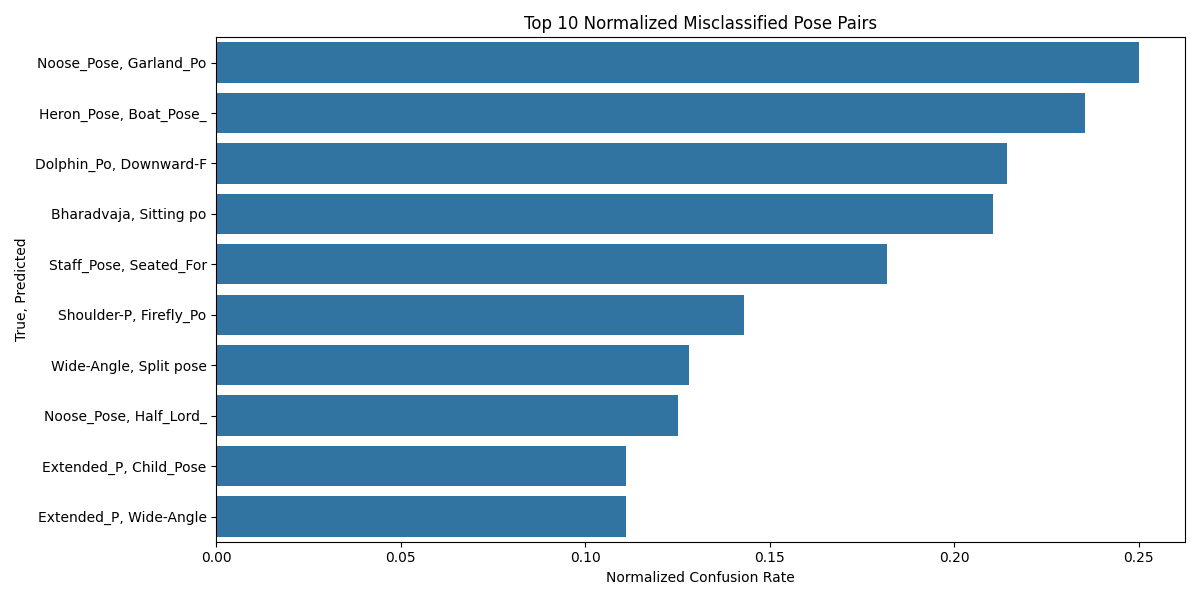 Top 10 Normalized Misclassified Pose Pairs
True, Predicted
Noose_Pose, Garland_Po
Heron_Pose, Boat_Pose_
Dolphin_Po, Downward-F
Bharadvaja, Sitting po
Staff_Pose, Seated_For
Shoulder-P, Firefly_Po
Wide-Angle, Split pose
Noose_Pose, Half_Lord_
Extended_P, Child_Pose
Extended_P, Wide-Angle
0.00 0.05 0.10 0.15 0.20 0.25
Normalized Confusion Rate